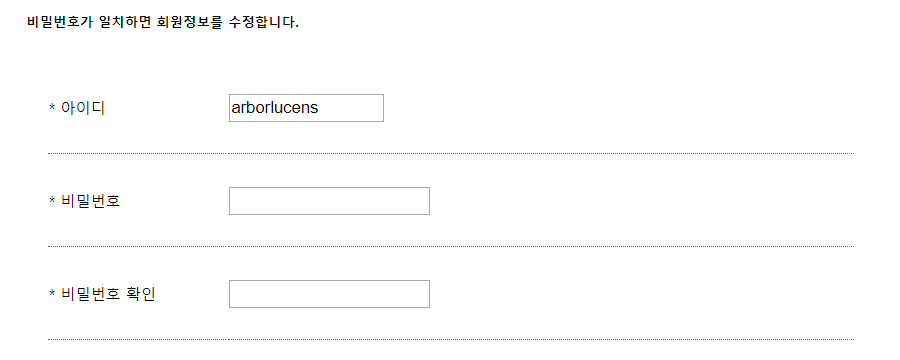 비밀번호가 일치하면 회원정보를 수정합니다.
* 아이디 arborlucens
* 비밀번호
* 비밀번호 확인